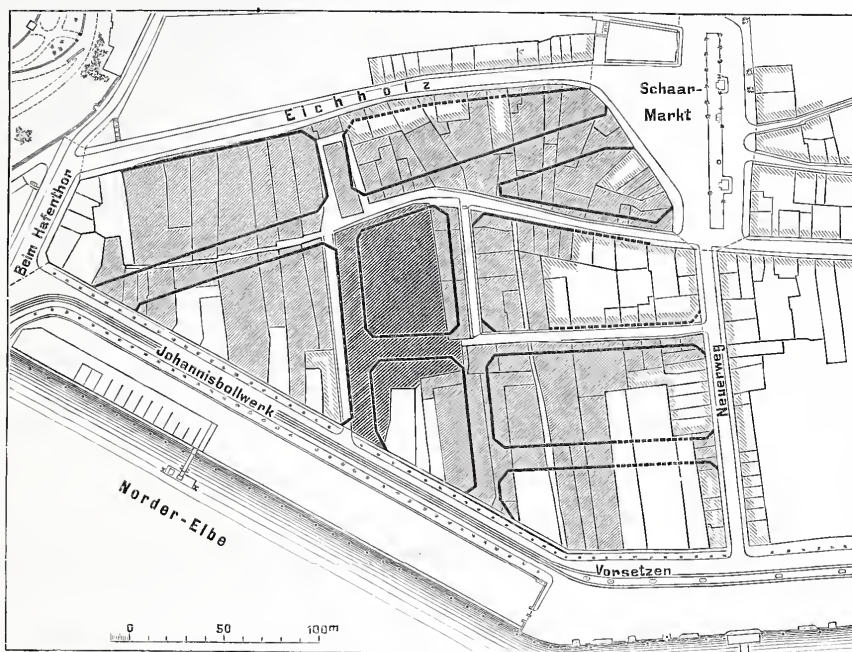 Eichholz
Schaar-
Markt
Beim Hafenthor
Johannisbollwerk
Neuerweg
Norder-Elbe
Vorsetzen
0 50 100m